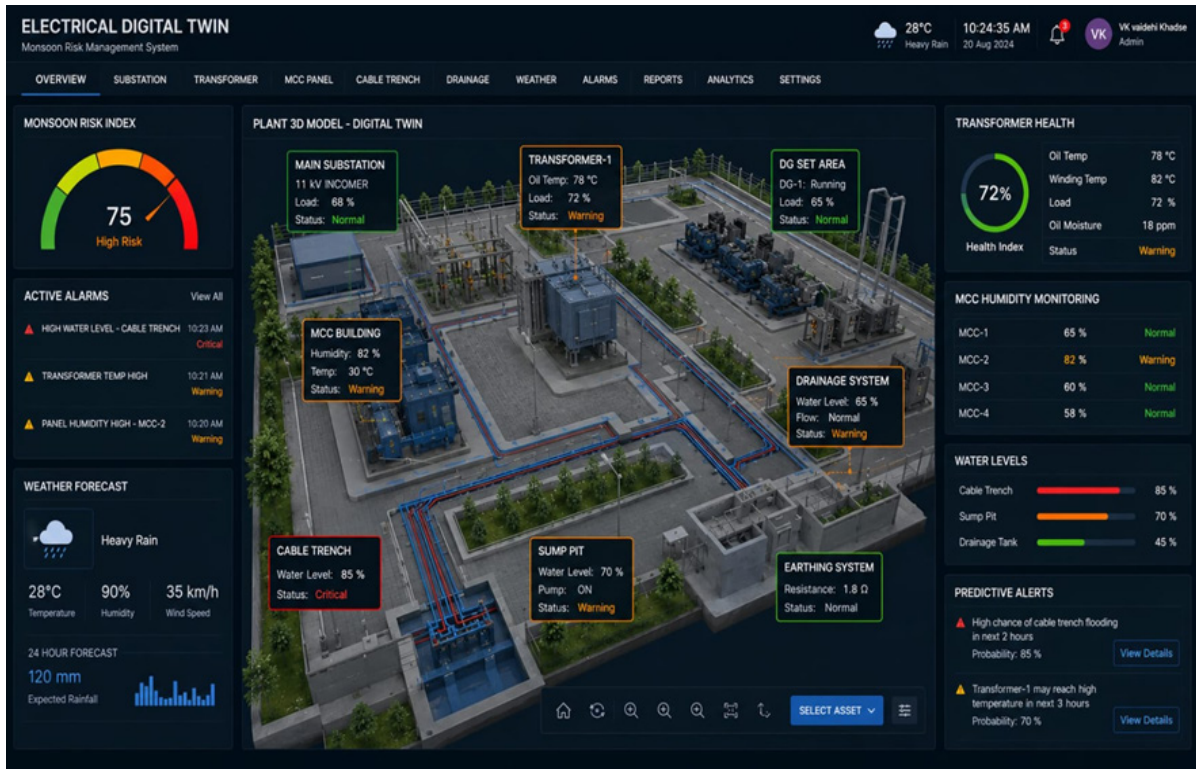 ELECTRICAL DIGITAL TWIN
Monsoon Risk Management System
28°C
Heavy Rain
10:24:35 AM
20 Aug 2024
3
VK
VK vaidehi Khadse
Admin
OVERVIEW SUBSTATION TRANSFORMER MCC PANEL CABLE TRENCH DRAINAGE WEATHER ALARMS REPORTS ANALYTICS SETTINGS
MONSOON RISK INDEX
75
High Risk
ACTIVE ALARMS View All
HIGH WATER LEVEL - CABLE TRENCH 10:23 AM
Critical
TRANSFORMER TEMP HIGH 10:21 AM
Warning
PANEL HUMIDITY HIGH - MCC-2 10:20 AM
Warning
WEATHER FORECAST
Heavy Rain
28°C 90% 35 km/h
Temperature Humidity Wind Speed
24 HOUR FORECAST
120 mm
Expected Rainfall
PLANT 3D MODEL - DIGITAL TWIN
MAIN SUBSTATION
11 kV INCOMER
Load: 68 %
Status: Normal
TRANSFORMER-1
Oil Temp: 78 °C
Load: 72 %
Status: Warning
DG SET AREA
DG-1: Running
Load: 65 %
Status: Normal
MCC BUILDING
Humidity: 82 %
Temp: 30 °C
Status: Warning
DRAINAGE SYSTEM
Water Level: 65 %
Flow: Normal
Status: Warning
CABLE TRENCH
Water Level: 85 %
Status: Critical
SUMP PIT
Water Level: 70 %
Pump: ON
Status: Warning
EARTHING SYSTEM
Resistance: 1.8 Ω
Status: Normal
SELECT ASSET
TRANSFORMER HEALTH
72%
Health Index
Oil Temp 78 °C
Winding Temp 82 °C
Load 72 %
Oil Moisture 18 ppm
Status Warning
MCC HUMIDITY MONITORING
MCC-1 65 % Normal
MCC-2 82 % Warning
MCC-3 60 % Normal
MCC-4 58 % Normal
WATER LEVELS
Cable Trench 85 %
Sump Pit 70 %
Drainage Tank 45 %
PREDICTIVE ALERTS
High chance of cable trench flooding
in next 2 hours
Probability: 85 %
View Details
Transformer-1 may reach high
temperature in next 3 hours
Probability: 70 %
View Details